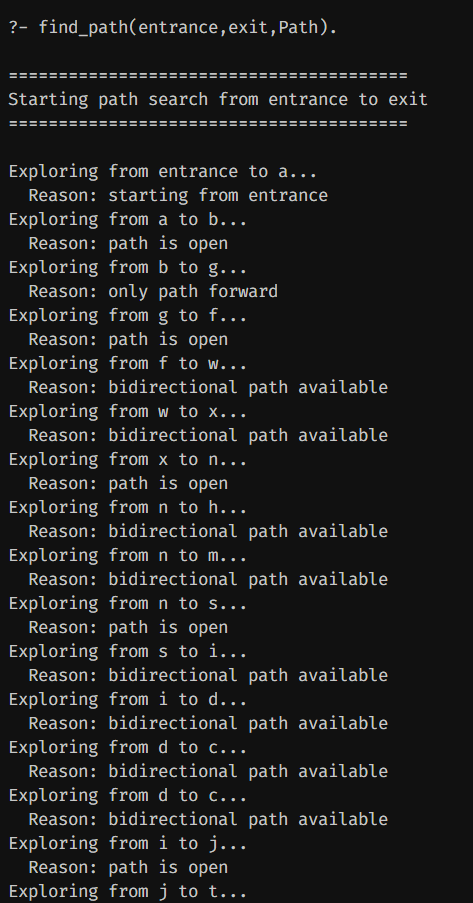 ?- find_path(entrance,exit,Path).
========================================
Starting path search from entrance to exit
========================================
Exploring from entrance to a...
  Reason: starting from entrance
Exploring from a to b...
  Reason: path is open
Exploring from b to g...
  Reason: only path forward
Exploring from g to f...
  Reason: path is open
Exploring from f to w...
  Reason: bidirectional path available
Exploring from w to x...
  Reason: bidirectional path available
Exploring from x to n...
  Reason: path is open
Exploring from n to h...
  Reason: bidirectional path available
Exploring from n to m...
  Reason: bidirectional path available
Exploring from n to s...
  Reason: path is open
Exploring from s to i...
  Reason: bidirectional path available
Exploring from i to d...
  Reason: bidirectional path available
Exploring from d to c...
  Reason: bidirectional path available
Exploring from d to c...
  Reason: bidirectional path available
Exploring from i to j...
  Reason: path is open
Exploring from j to t...